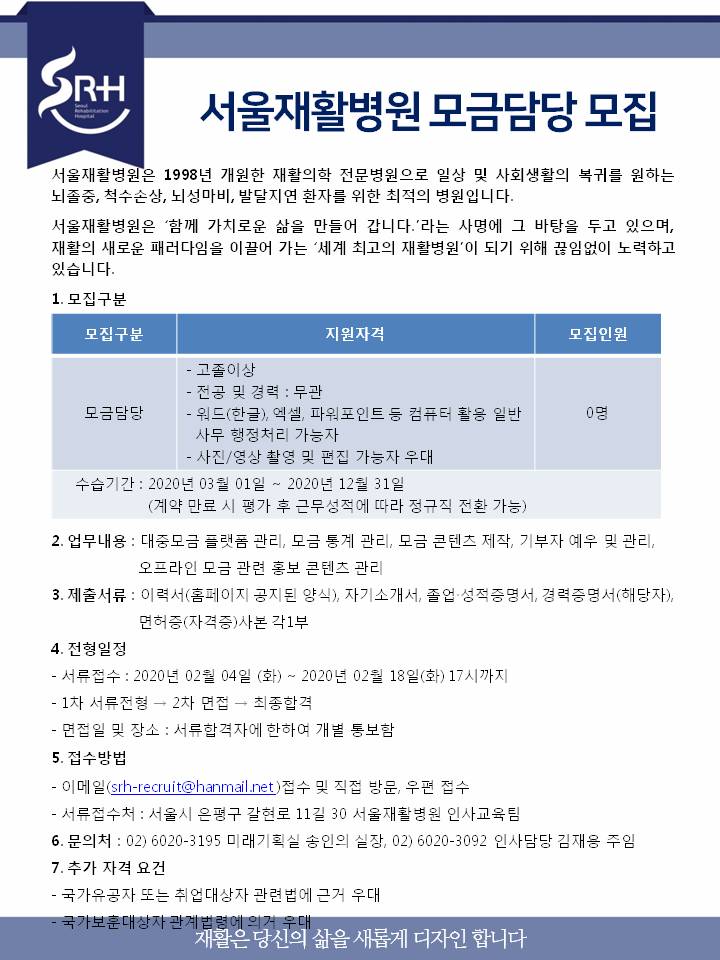 SRH
Seoul
Rehabilitation
Hospital
서울재활병원 모금담당 모집
서울재활병원은 1998년 개원한 재활의학 전문병원으로 일상 및 사회생활의 복귀를 원하는
뇌졸중, 척수손상, 뇌성마비, 발달지연 환자를 위한 최적의 병원입니다.
서울재활병원은 ‘함께 가치로운 삶을 만들어 갑니다.’라는 사명에 그 바탕을 두고 있으며,
재활의 새로운 패러다임을 이끌어 가는 ‘세계 최고의 재활병원’이 되기 위해 끊임없이 노력하고
있습니다.
1. 모집구분
모집구분 지원자격 모집인원
- 고졸이상
- 전공 및 경력 : 무관
모금담당 - 워드(한글), 엑셀, 파워포인트 등 컴퓨터 활용 일반 0명
사무 행정처리 가능자
- 사진/영상 촬영 및 편집 가능자 우대
수습기간 : 2020년 03월 01일 ~ 2020년 12월 31일
(계약 만료 시 평가 후 근무성적에 따라 정규직 전환 가능)
2. 업무내용 : 대중모금 플랫폼 관리, 모금 통계 관리, 모금 콘텐츠 제작, 기부자 예우 및 관리,
오프라인 모금 관련 홍보 콘텐츠 관리
3. 제출서류 : 이력서(홈페이지 공지된 양식), 자기소개서, 졸업·성적증명서, 경력증명서(해당자),
면허증(자격증)사본 각1부
4. 전형일정
- 서류접수 : 2020년 02월 04일 (화) ~ 2020년 02월 18일(화) 17시까지
- 1차 서류전형 → 2차 면접 → 최종합격
- 면접일 및 장소 : 서류합격자에 한하여 개별 통보함
5. 접수방법
- 이메일(srh-recruit@hanmail.net )접수 및 직접 방문, 우편 접수
- 서류접수처 : 서울시 은평구 갈현로 11길 30 서울재활병원 인사교육팀
6. 문의처 : 02) 6020-3195 미래기획실 송인의 실장, 02) 6020-3092 인사담당 김재용 주임
7. 추가 자격 요건
- 국가유공자 또는 취업대상자 관련법에 근거 우대
- 국가보훈대상자 관계법령에 의거 우대
재활은 당신의 삶을 새롭게 디자인 합니다